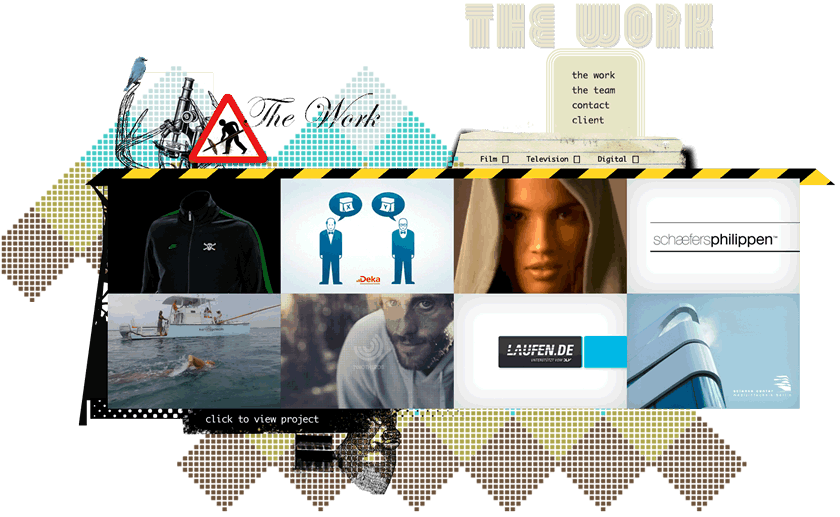 THE WORK
the work
the team
contact
client
The Work
Film Television Digital
K V
Deka
schaefersphilippen™
LAUFEN.DE
click to view project